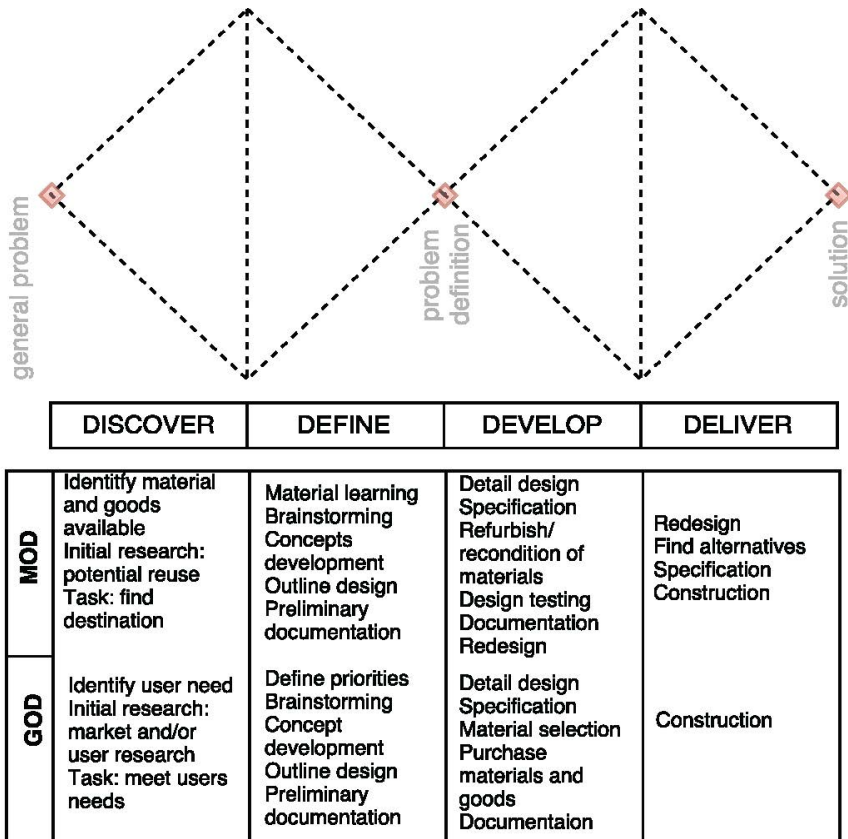 general problem
problem
definition
solution
DISCOVER
DEFINE
DEVELOP
DELIVER
MOD
Identitfy material
and goods
available
Initial research:
potential reuse
Task: find
destination
Material learning
Brainstorming
Concepts
development
Outline design
Preliminary
documentation
Detail design
Specification
Refurbish/
recondition of
materials
Design testing
Documentation
Redesign
Redesign
Find alternatives
Specification
Construction
GOD
Identify user need
Initial research:
market and/or
user research
Task: meet users
needs
Define priorities
Brainstorming
Concept
development
Outline design
Preliminary
documentation
Detail design
Specification
Material selection
Purchase
materials and
goods
Documentaion
Construction